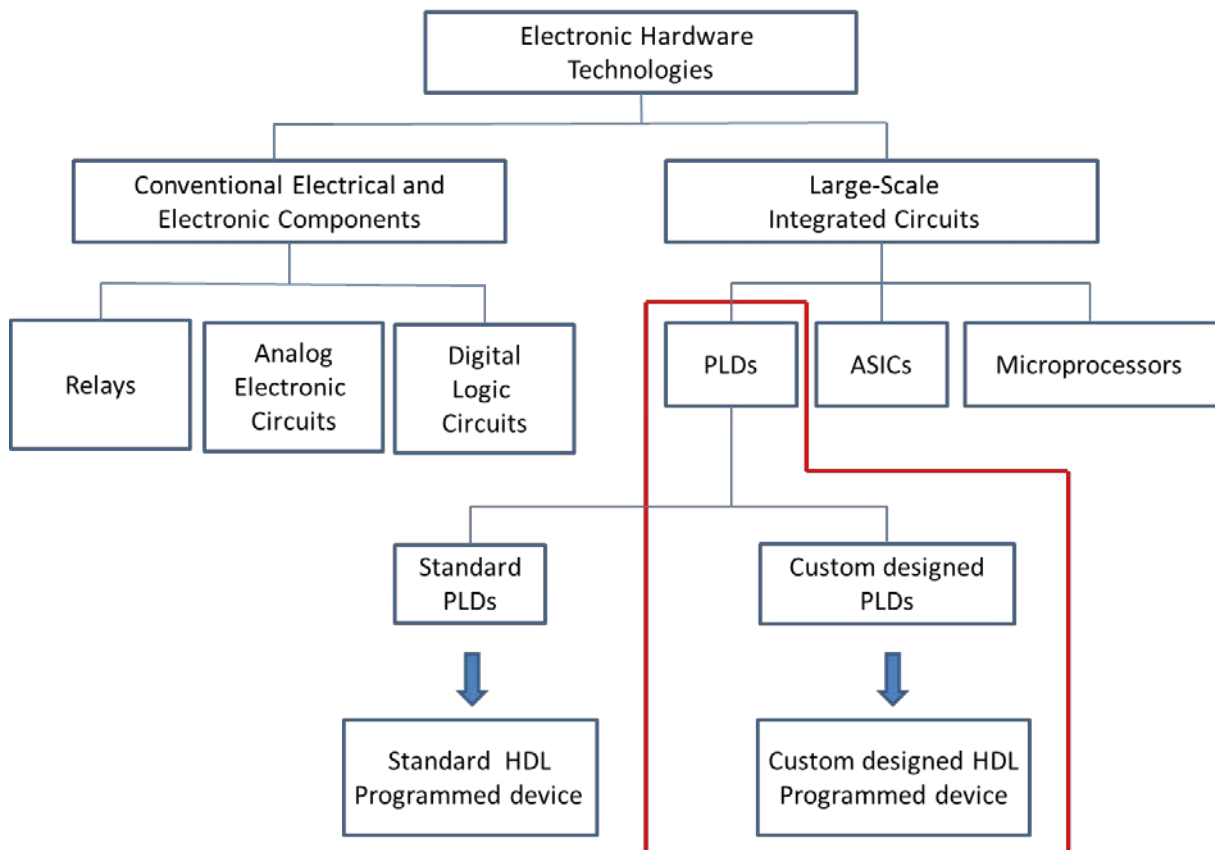 Electronic Hardware
Technologies
Conventional Electrical and
Electronic Components
Large-Scale
Integrated Circuits
Relays
Analog
Electronic
Circuits
Digital
Logic
Circuits
PLDs
ASICs
Microprocessors
Standard
PLDs
Custom designed
PLDs
Standard HDL
Programmed device
Custom designed HDL
Programmed device